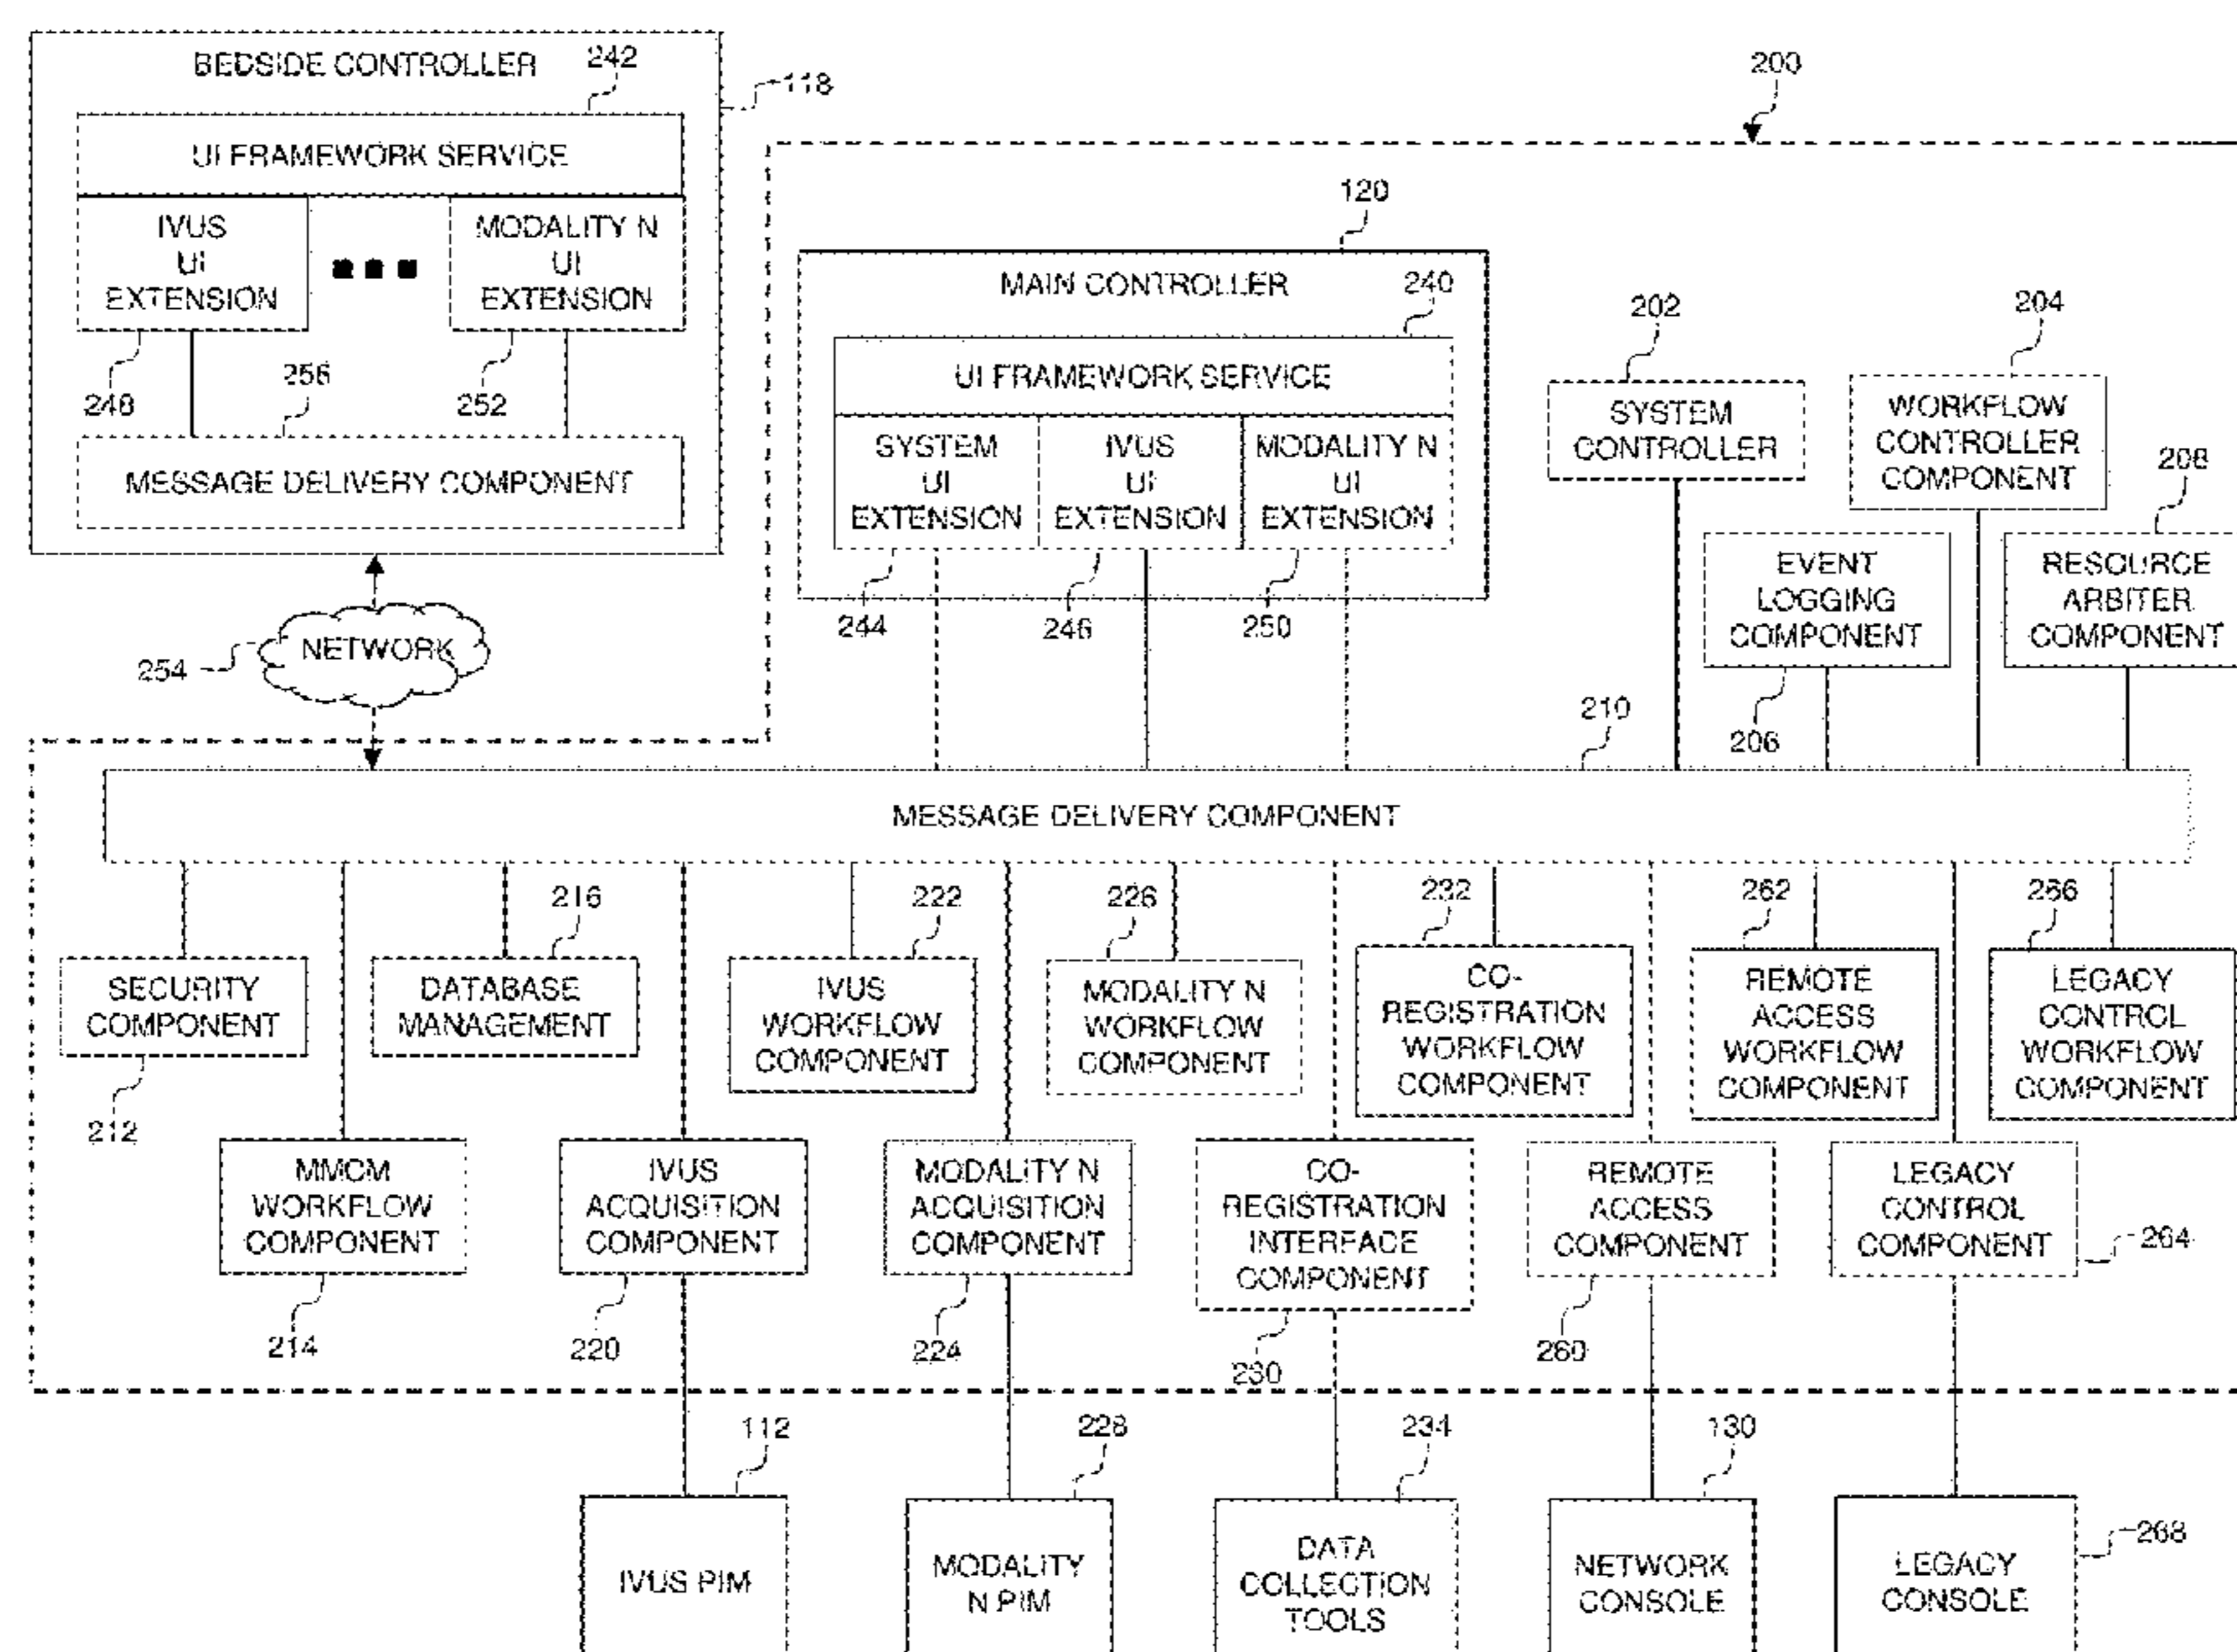 BEDSIDE CONTROLLER
242
118
UI FRAMEWORK SERVICE
IVUS
UI
EXTENSION
MODALITY N
UI
EXTENSION
248
256
252
MESSAGE DELIVERY COMPONENT
254
NETWORK
200
120
MAIN CONTROLLER
240
UI FRAMEWORK SERVICE
SYSTEM
UI
EXTENSION
IVUS
UI
EXTENSION
MODALITY N
UI
EXTENSION
244
246
250
202
SYSTEM
CONTROLLER
204
WORKFLOW
CONTROLLER
COMPONENT
208
EVENT
LOGGING
COMPONENT
RESOURCE
ARBITER
COMPONENT
206
210
MESSAGE DELIVERY COMPONENT
216
222
226
232
262
266
SECURITY
COMPONENT
DATABASE
MANAGEMENT
IVUS
WORKFLOW
COMPONENT
MODALITY N
WORKFLOW
COMPONENT
CO-
REGISTRATION
WORKFLOW
COMPONENT
REMOTE
ACCESS
WORKFLOW
COMPONENT
LEGACY
CONTROL
WORKFLOW
COMPONENT
212
MMCM
WORKFLOW
COMPONENT
IVUS
ACQUISITION
COMPONENT
MODALITY N
ACQUISITION
COMPONENT
CO-
REGISTRATION
INTERFACE
COMPONENT
REMOTE
ACCESS
COMPONENT
LEGACY
CONTROL
COMPONENT
264
214
220
224
230
260
112
228
234
130
268
IVUS PIM
MODALITY
N PIM
DATA
COLLECTION
TOOLS
NETWORK
CONSOLE
LEGACY
CONSOLE